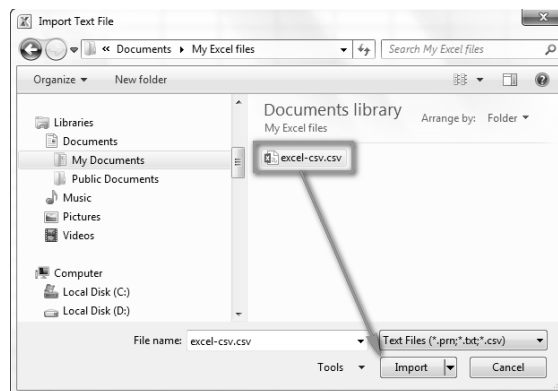 Import Text File
« Documents ▸ My Excel files
Search My Excel files
Organize ▾ New folder
Libraries
Documents
My Documents
Public Documents
Music
Pictures
Videos
Computer
Local Disk (C:)
Local Disk (D:)
Documents library
My Excel files
Arrange by: Folder ▾
excel-csv.csv
File name: excel-csv.csv
Text Files (*.prn;*.txt;*.csv)
Tools ▾ Import Cancel